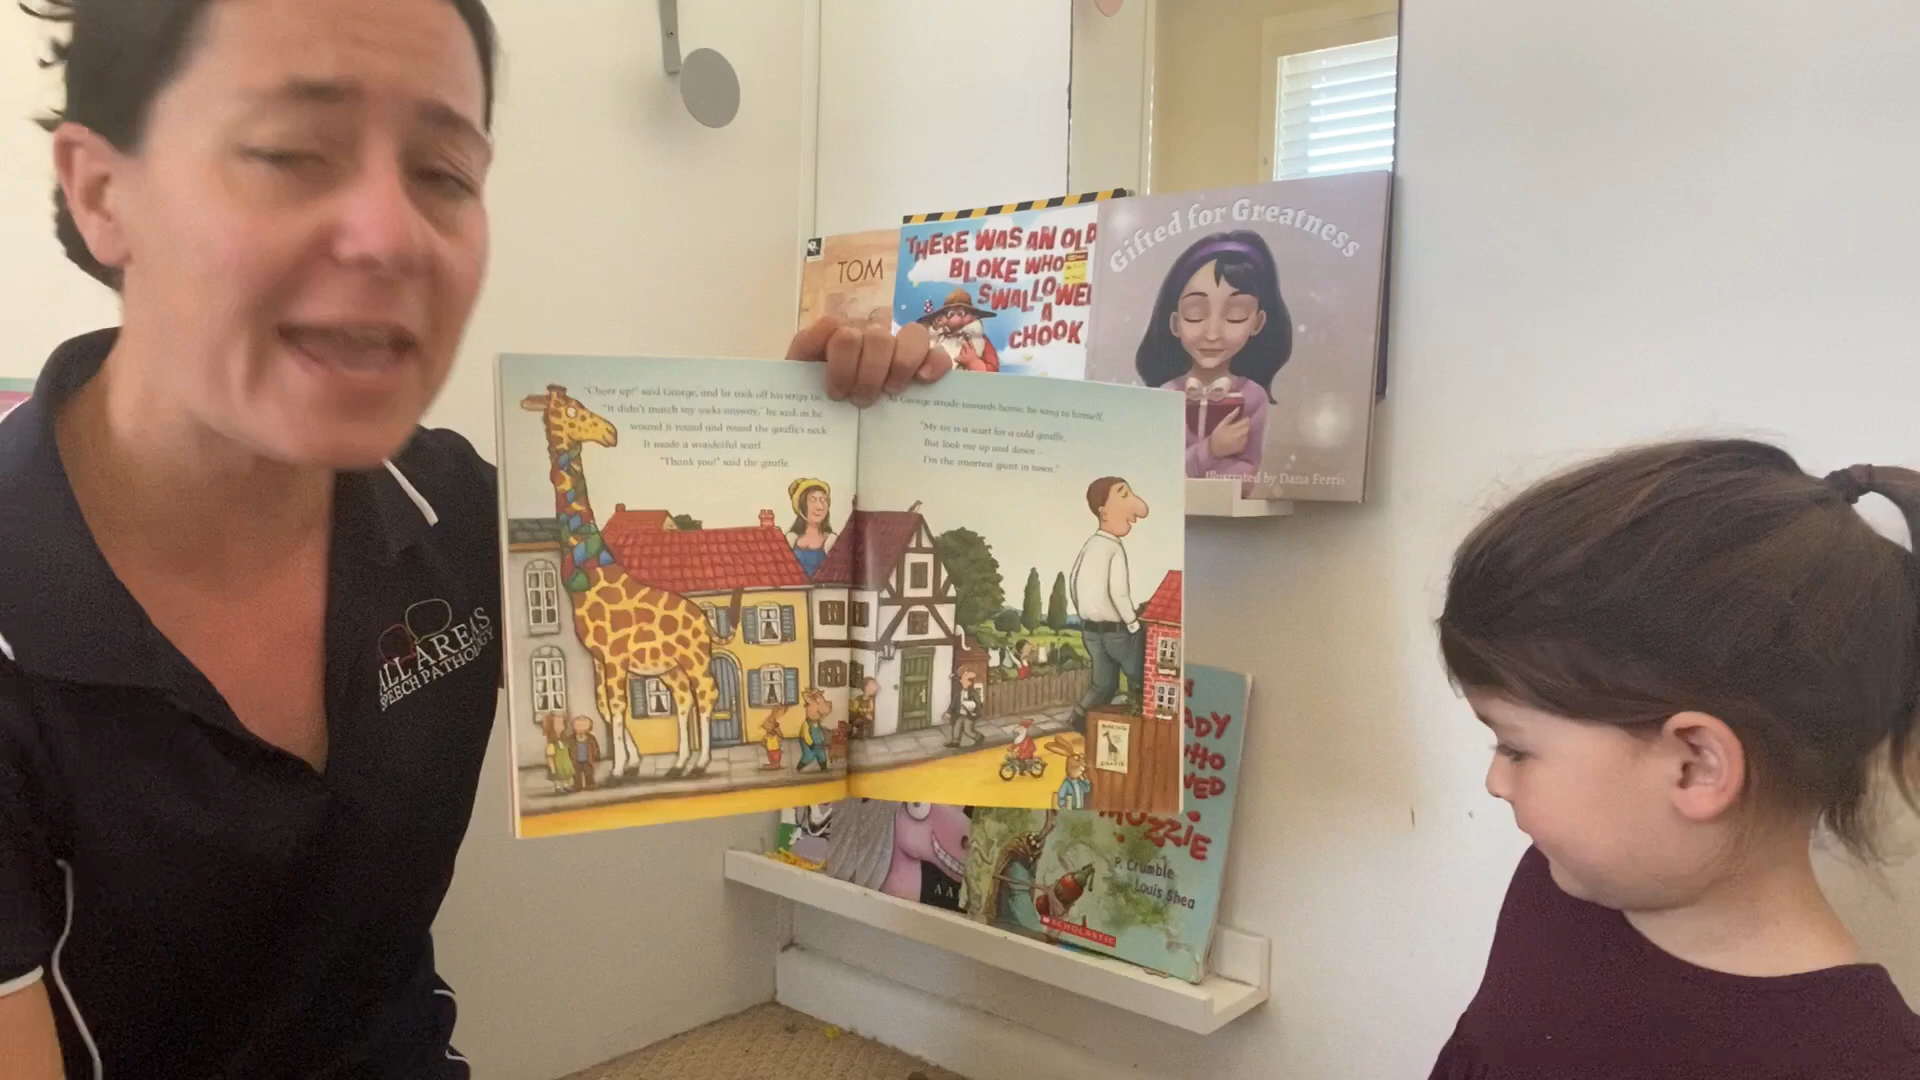 TOM
THERE WAS AN OLD
BLOKE WHO
SWALLOWED
A
CHOOK
Gifted for Greatness
Illustrated by Dana Ferris
"Cheer up!" said George, and he took off his stripy tie.
"It didn't match my socks anyway," he said, as he
wound it round and round the giraffe's neck.
It made a wonderful scarf.
"Thank you!" said the giraffe.
As George strode towards home, he sang to himself,
"My tie is a scarf for a cold giraffe,
But look me up and down –
I'm the smartest giant in town."
ALL AREAS
SPEECH PATHOLOGY
ADY
WHO
WED
MOZZIE
P. Crumble
Louis Shea
SCHOLASTIC
AA